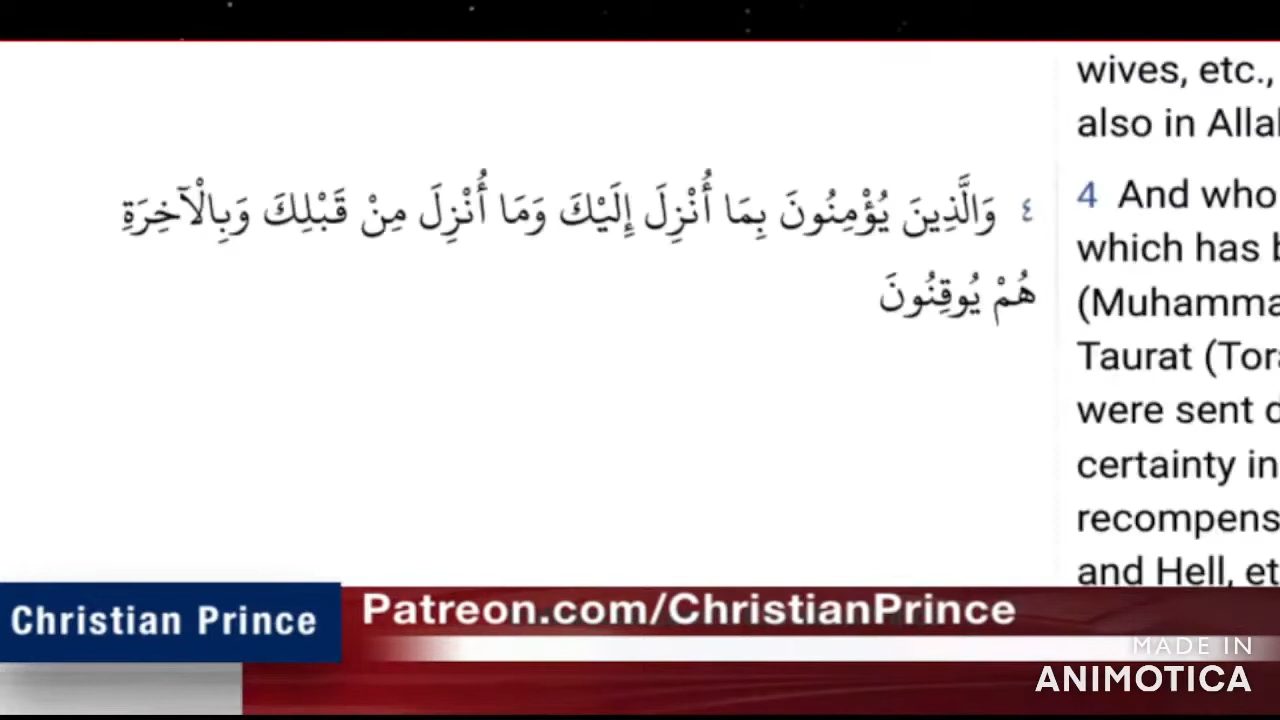 ٤ وَالَّذِينَ يُؤْمِنُونَ بِمَا أُنْزِلَ إِلَيْكَ وَمَا أُنْزِلَ مِنْ قَبْلِكَ وَبِالْآخِرَةِ
هُمْ يُوقِنُونَ
wives, etc.,
also in Allah
4 And who
which has b
(Muhamma
Taurat (Tora
were sent d
certainty in
recompens
and Hell, et
Christian Prince
Patreon.com/ChristianPrince
MADE IN
ANIMOTICA